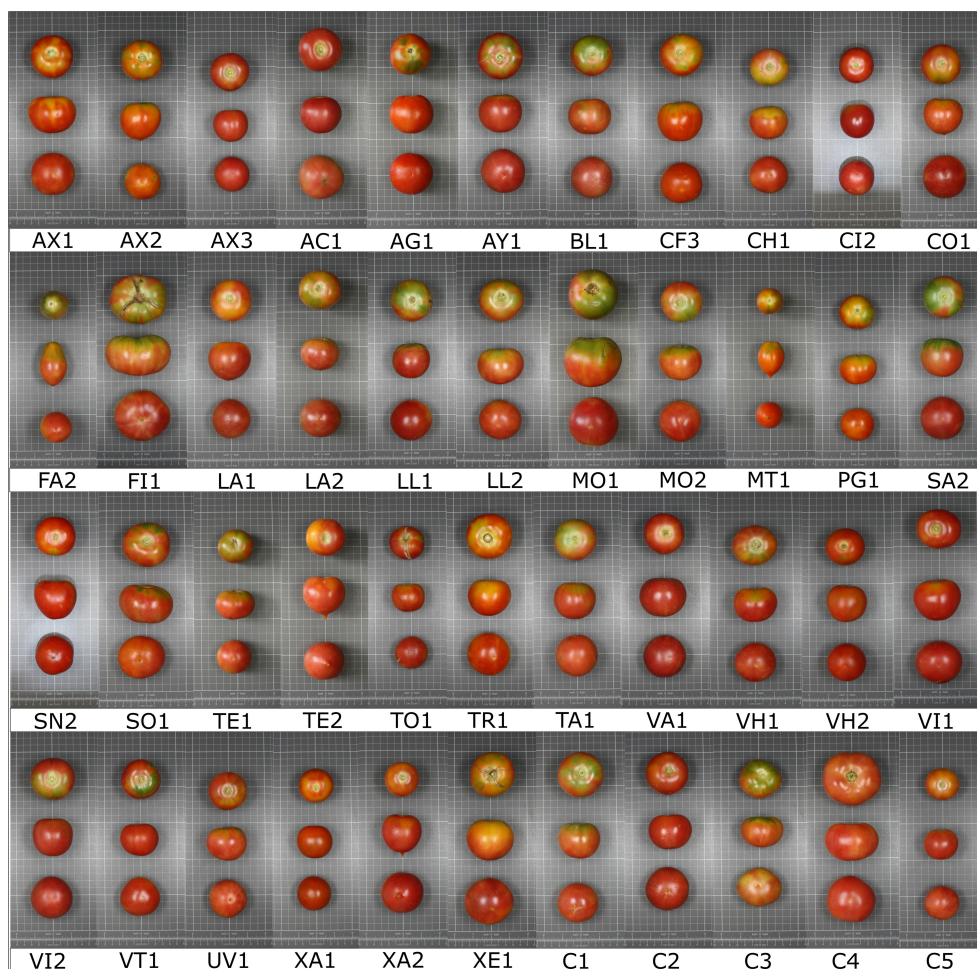 AX1 AX2 AX3 AC1 AG1 AY1 BL1 CF3 CH1 CI2 CO1
FA2 FI1 LA1 LA2 LL1 LL2 MO1 MO2 MT1 PG1 SA2
SN2 SO1 TE1 TE2 TO1 TR1 TA1 VA1 VH1 VH2 VI1
VI2 VT1 UV1 XA1 XA2 XE1 C1 C2 C3 C4 C5